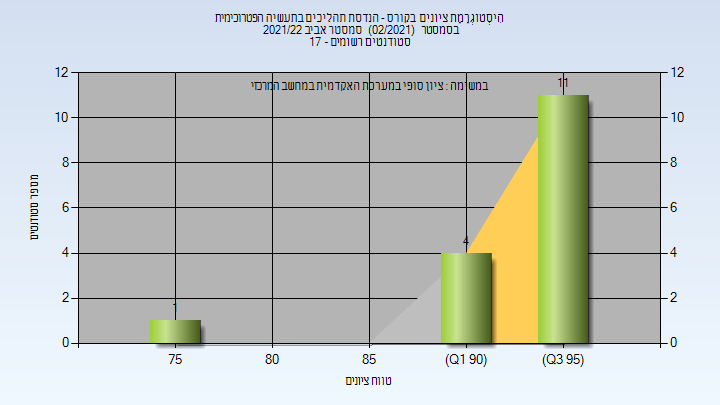 היסטוגרמת ציונים בקורס - הנדסת תהליכים בתעשיה הפטרוכימית
בסמסטר (02/2021) סמסטר אביב 2021/22
סטודנטים רשומים - 17
במשימה : ציון סופי במערכת האקדמית במחשב המרכזי
12 12
10 10
8 8
6 6
4 4
2 2
0 0
מספר סטודנטים
1
4
11
75 80 85 (Q1 90) (Q3 95)
טווח ציונים